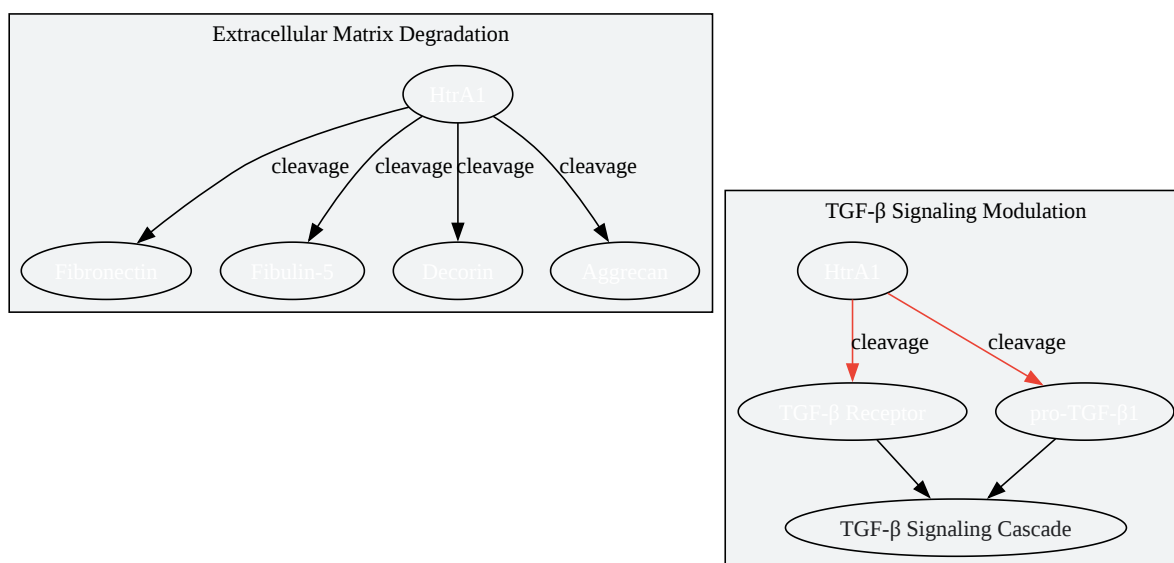 Extracellular Matrix Degradation
HtrA1
cleavage cleavage cleavage cleavage
Fibronectin Fibulin-5 Decorin Aggrecan
TGF-β Signaling Modulation
HtrA1
cleavage cleavage
TGF-β Receptor pro-TGF-β1
TGF-β Signaling Cascade